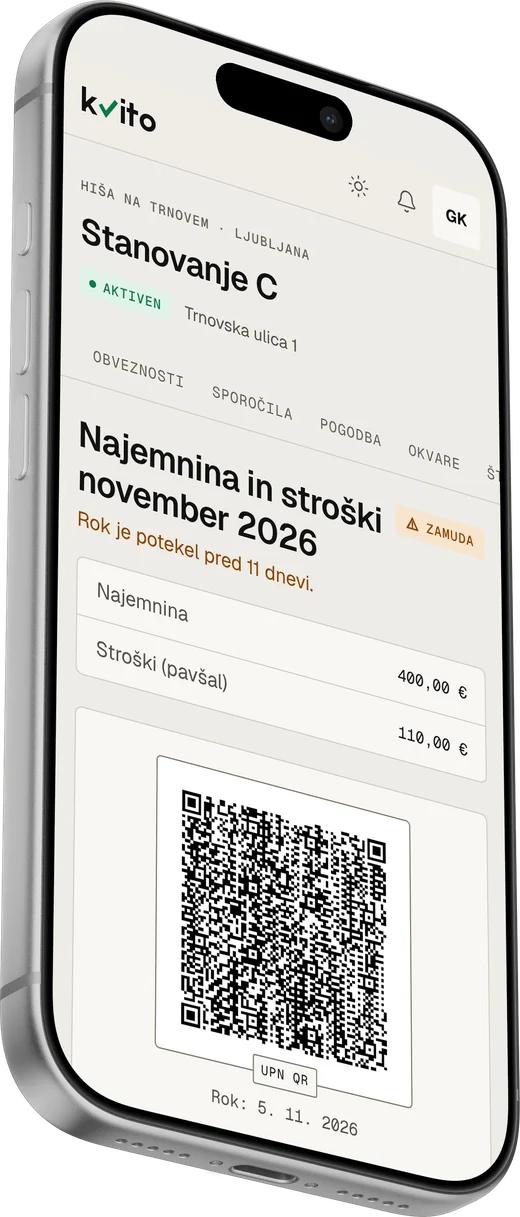 kvito
GK
HIŠA NA TRNOVEM · LJUBLJANA
Stanovanje C
AKTIVEN
Trnovska ulica 1
OBVEZNOSTI SPOROČILA POGODBA OKVARE
Najemnina in stroški
november 2026
ZAMUDA
Rok je potekel pred 11 dnevi.
Najemnina
400,00 €
Stroški (pavšal)
110,00 €
UPN QR
Rok: 5. 11. 2026